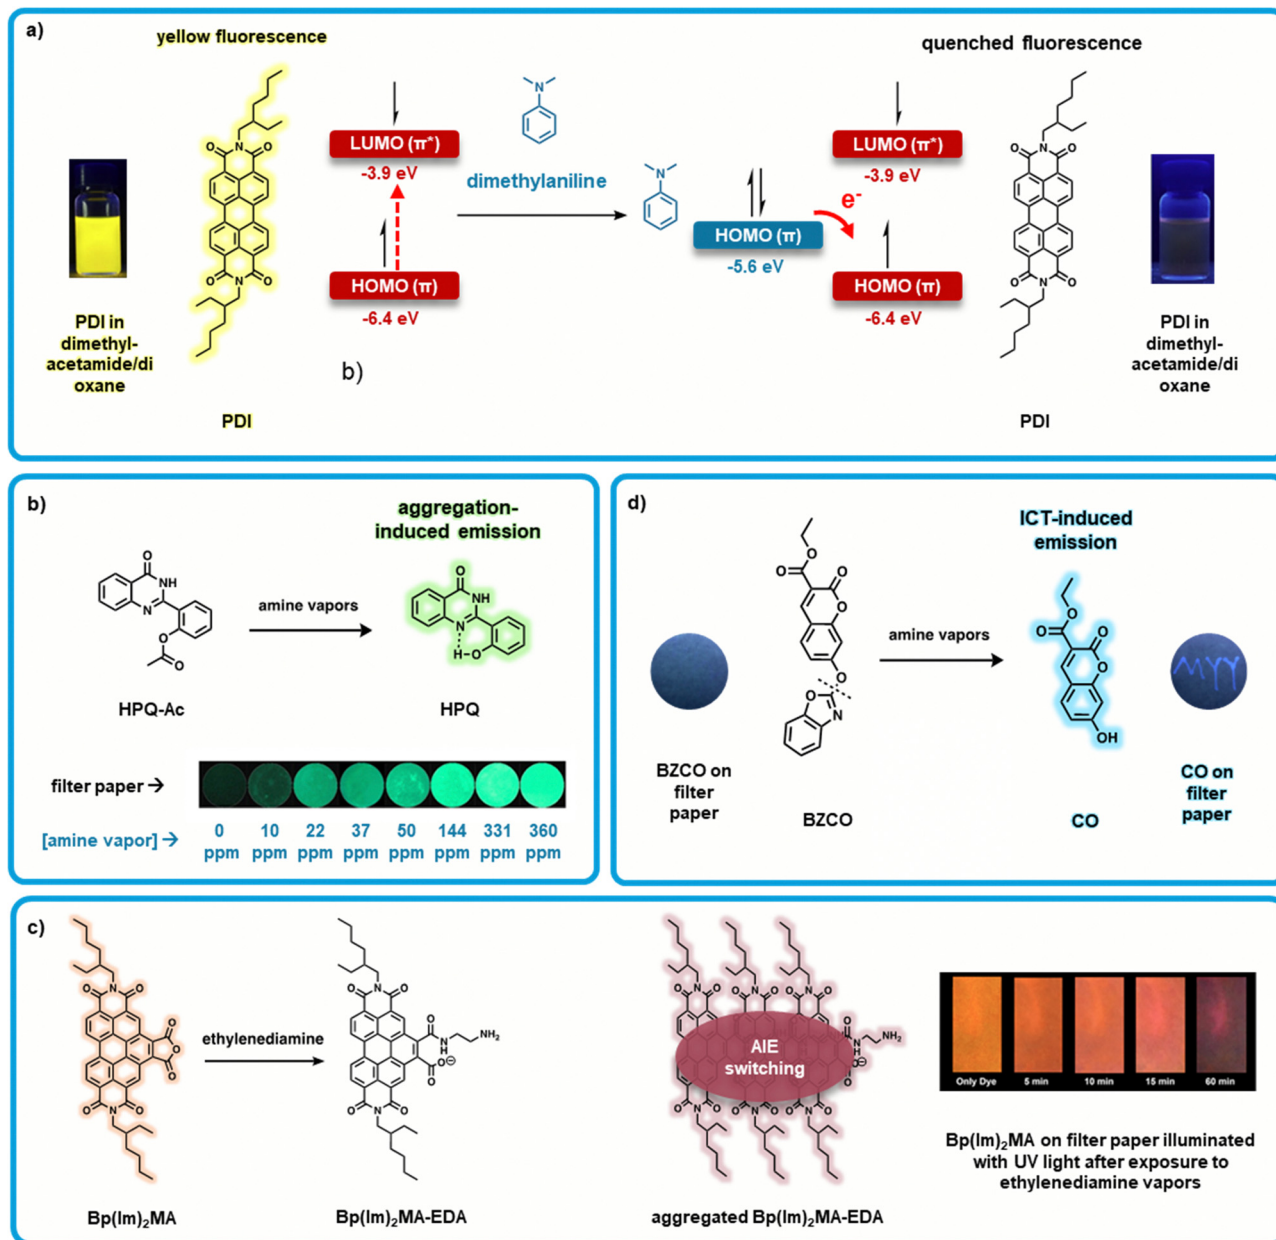 a)
yellow fluorescence
quenched fluorescence
LUMO (π*)
-3.9 eV
HOMO (π)
-6.4 eV
N
O
O
N
O
O
N
dimethylaniline
N
HOMO (π)
-5.6 eV
e-
LUMO (π*)
-3.9 eV
HOMO (π)
-6.4 eV
O
N
O
O
N
O
PDI in
dimethyl-
acetamide/di
oxane
PDI
b)
PDI in
dimethyl-
acetamide/di
oxane
PDI
b)
aggregation-
induced emission
O
NH
N
O
O
HPQ-Ac
amine vapors
O
NH
N
H
O
HPQ
filter paper →
[amine vapor] →
0 10 22 37 50 144 331 360
ppm ppm ppm ppm ppm ppm ppm ppm
d)
ICT-induced
emission
O
O
O
O
O
O
N
BZCO on
filter
paper
BZCO
amine vapors
O
O
O
O
OH
CO
MYY
CO on
filter
paper
c)
O
N
O
O
O
O
O
N
O
Bp(Im)₂MA
ethylenediamine
O
N
O
O
NH₂
N
H
O⊖
O
O
N
O
Bp(Im)₂MA-EDA
O N O O N O O N O
O
NH₂
N
H
O⊖
O
O N O O N O O N O
AIE
switching
aggregated Bp(Im)₂MA-EDA
Only Dye 5 min 10 min 15 min 60 min
Bp(Im)₂MA on filter paper illuminated
with UV light after exposure to
ethylenediamine vapors